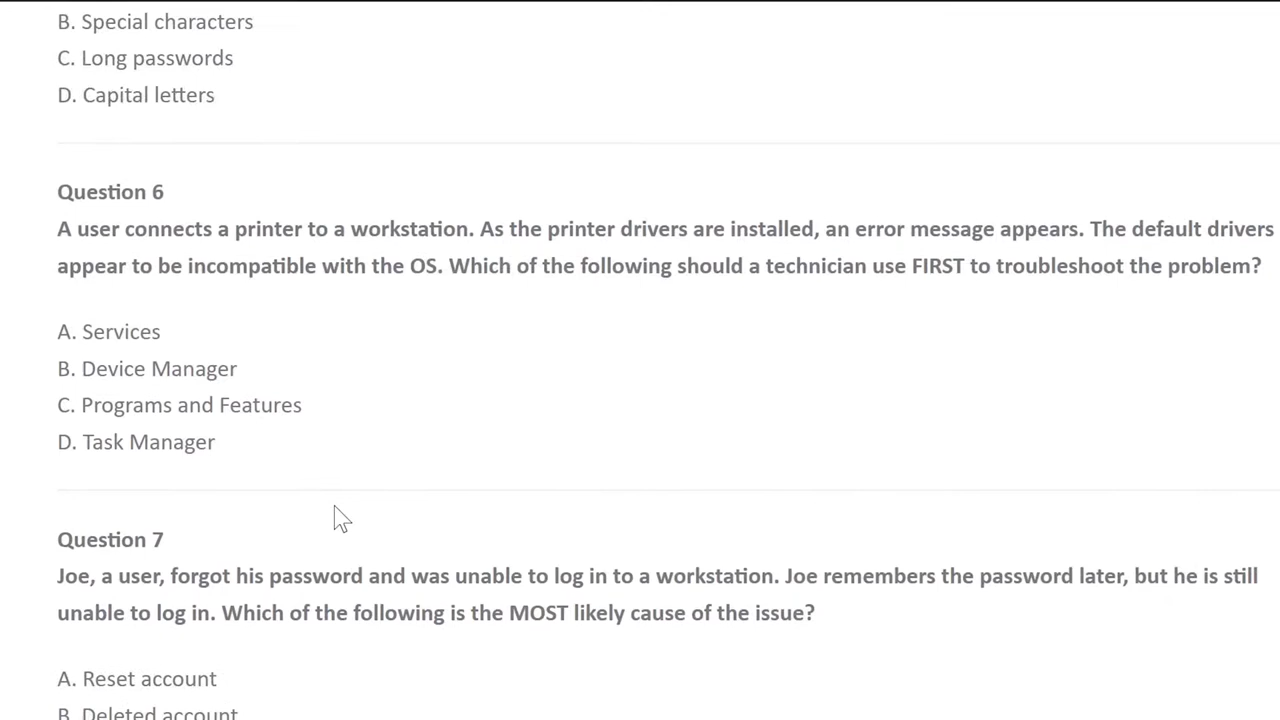 B. Special characters
C. Long passwords
D. Capital letters
Question 6
A user connects a printer to a workstation. As the printer drivers are installed, an error message appears. The default drivers
appear to be incompatible with the OS. Which of the following should a technician use FIRST to troubleshoot the problem?
A. Services
B. Device Manager
C. Programs and Features
D. Task Manager
Question 7
Joe, a user, forgot his password and was unable to log in to a workstation. Joe remembers the password later, but he is still
unable to log in. Which of the following is the MOST likely cause of the issue?
A. Reset account
B. Deleted account